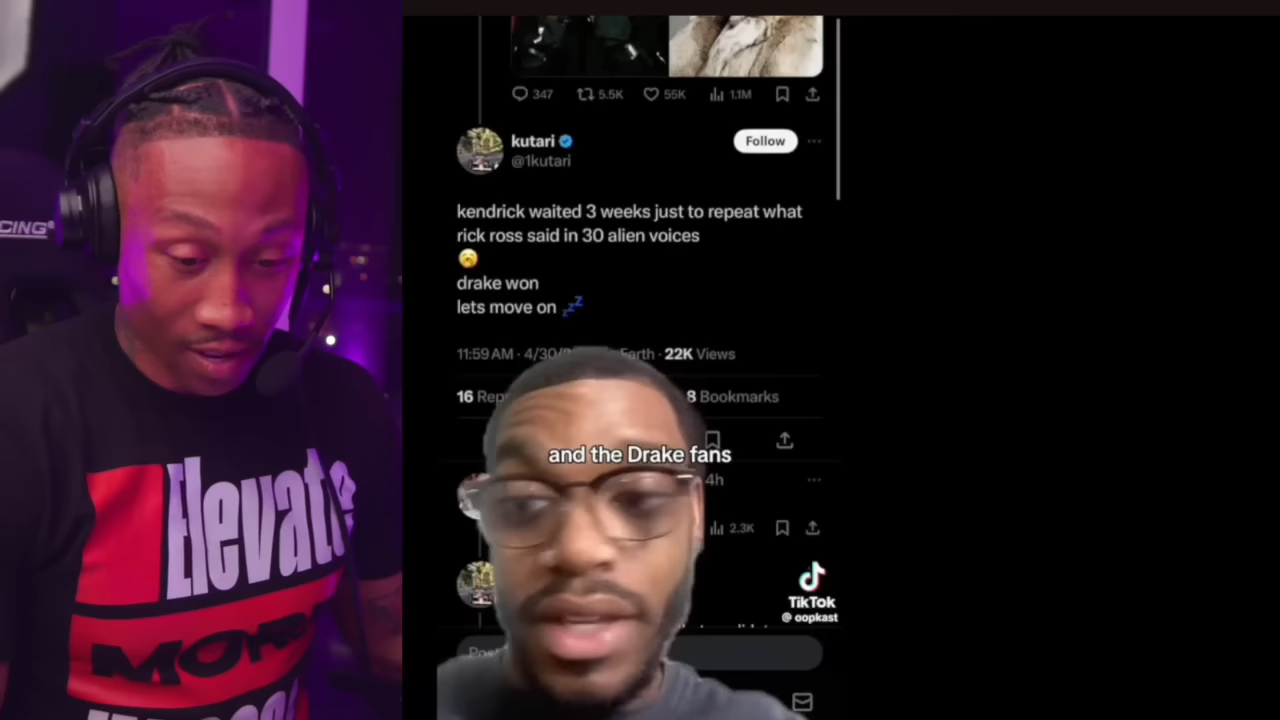 347 5.5K 55K 1.1M
kutari
@1kutari
Follow
kendrick waited 3 weeks just to repeat what
rick ross said in 30 alien voices
drake won
lets move on
11:59 AM · 4/30/ Earth · 22K Views
16 8 Bookmarks
and the Drake fans
4h
2.3K
TikTok
@ oopkast
CING
Elevate
MORE